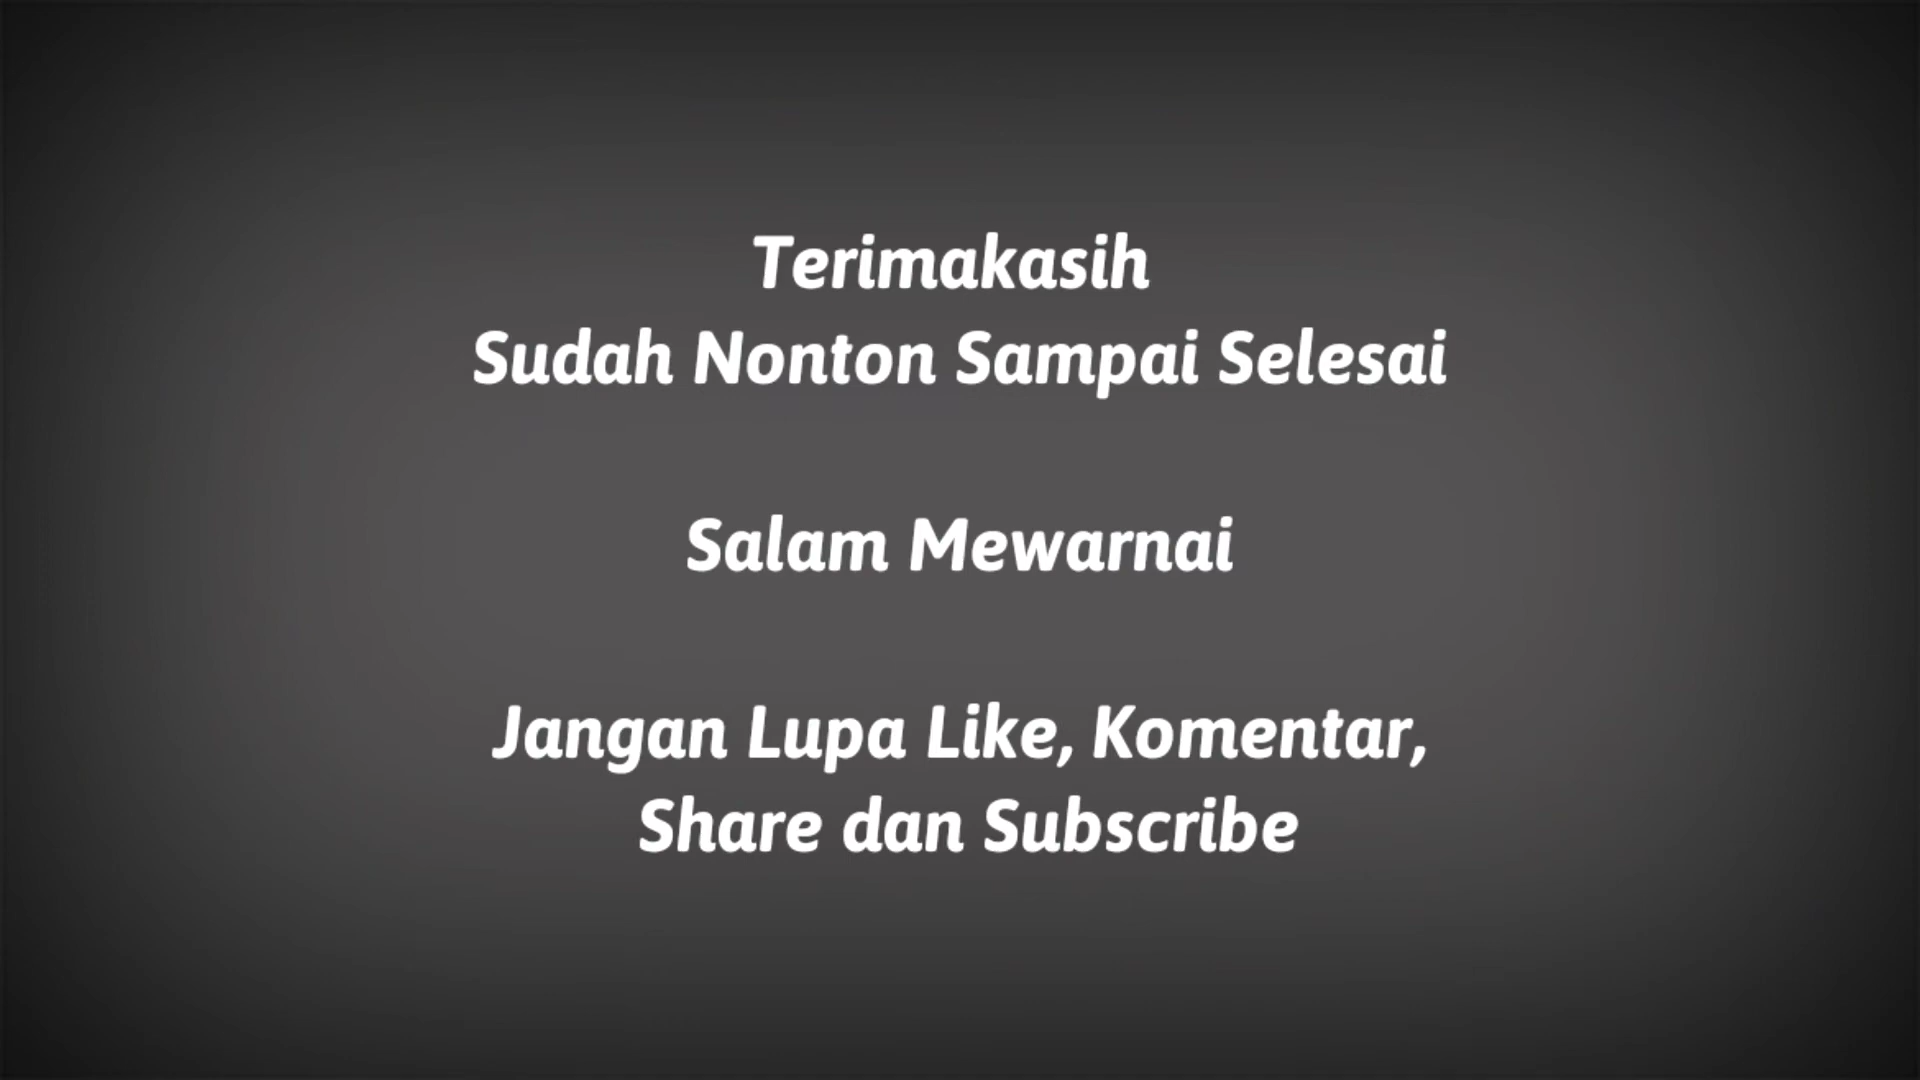 Terimakasih
Sudah Nonton Sampai Selesai
Salam Mewarnai
Jangan Lupa Like, Komentar,
Share dan Subscribe